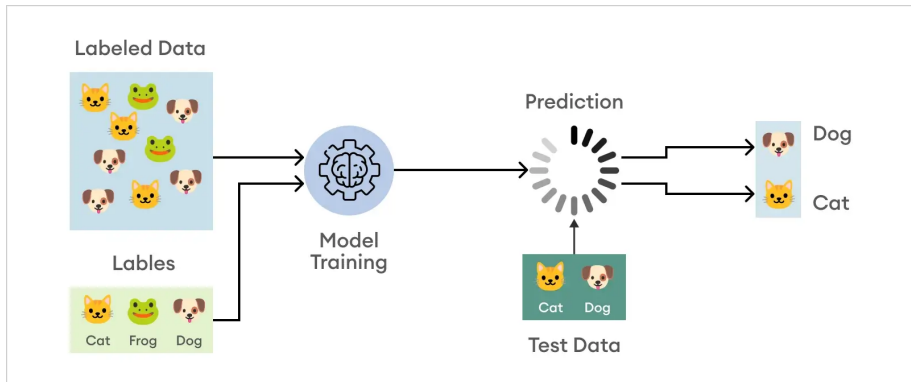 Labeled Data
Prediction
Dog
Cat
Model
Training
Lables
Cat Frog Dog
Cat Dog
Test Data